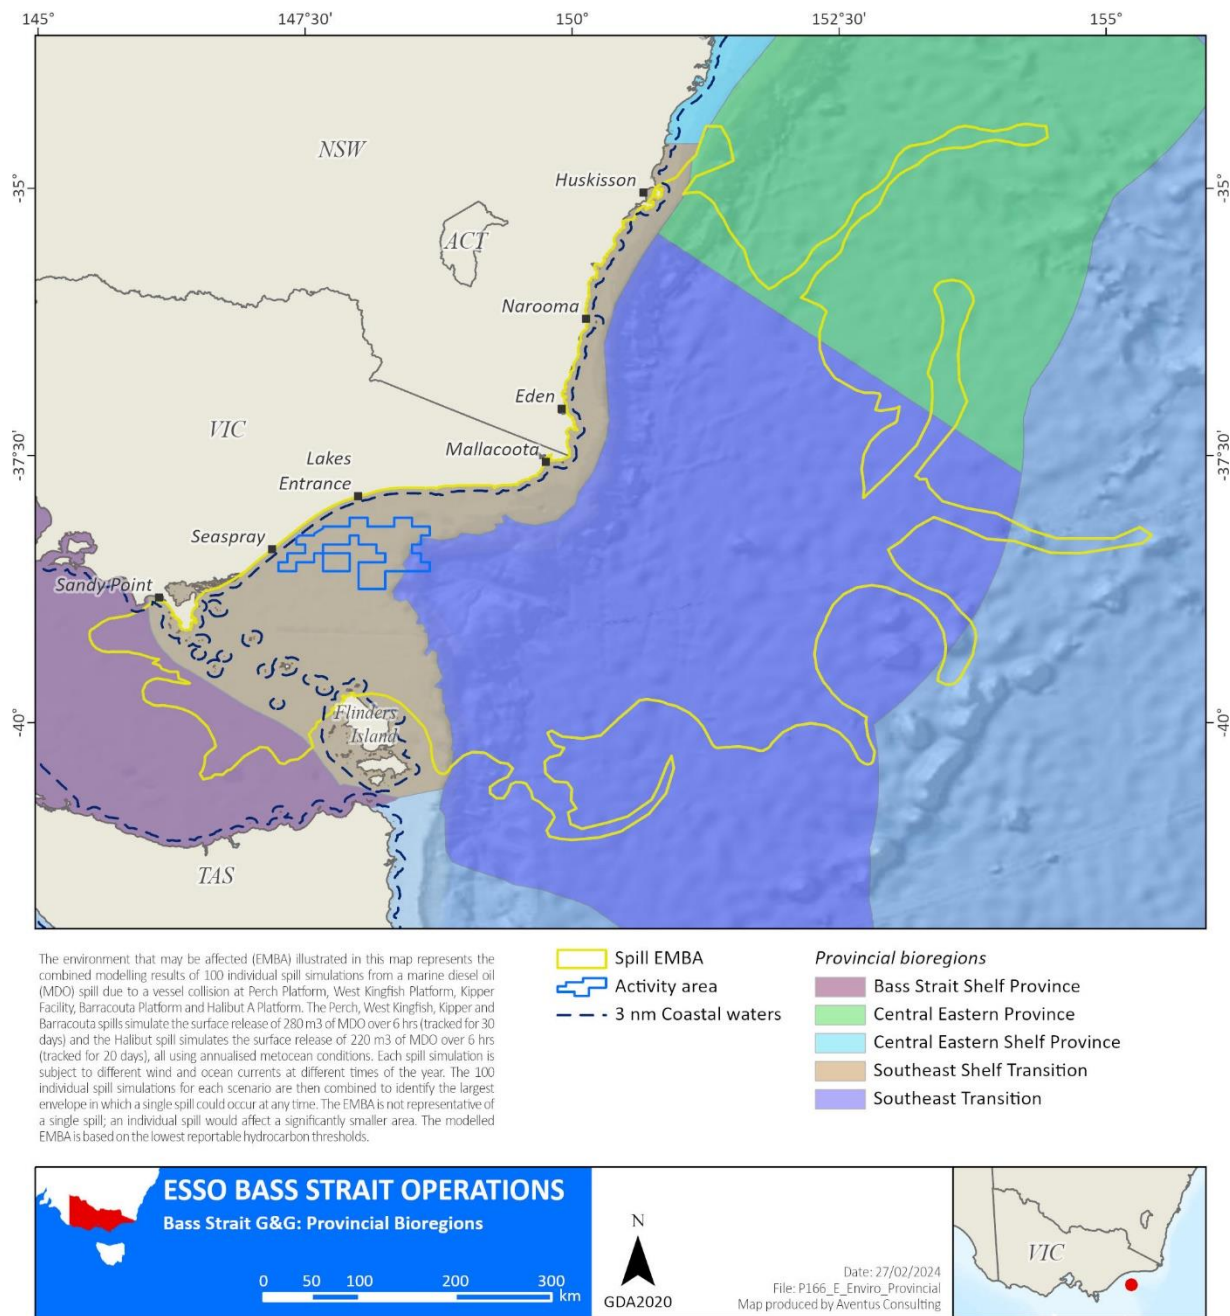 145°
147°30'
150°
152°30'
155°
NSW
Huskisson
-35°
-35°
ACT
Narooma
Eden
VIC
Mallacoota
-37°30'
-37°30'
Lakes
Entrance
Seaspray
Sandy Point
Flinders
Island
-40°
-40°
TAS
The environment that may be affected (EMBA) illustrated in this map represents the
combined modelling results of 100 individual spill simulations from a marine diesel oil
(MDO) spill due to a vessel collision at Perch Platform, West Kingfish Platform, Kipper
Facility, Barracouta Platform and Halibut A Platform. The Perch, West Kingfish, Kipper and
Barracouta spills simulate the surface release of 280 m3 of MDO over 6 hrs (tracked for 30
days) and the Halibut spill simulates the surface release of 220 m3 of MDO over 6 hrs
(tracked for 20 days), all using annualised metocean conditions. Each spill simulation is
subject to different wind and ocean currents at different times of the year. The 100
individual spill simulations for each scenario are then combined to identify the largest
envelope in which a single spill could occur at any time. The EMBA is not representative of
a single spill; an individual spill would affect a significantly smaller area. The modelled
EMBA is based on the lowest reportable hydrocarbon thresholds.
Spill EMBA
Activity area
3 nm Coastal waters
Provincial bioregions
Bass Strait Shelf Province
Central Eastern Province
Central Eastern Shelf Province
Southeast Shelf Transition
Southeast Transition
ESSO BASS STRAIT OPERATIONS
Bass Strait G&G: Provincial Bioregions
0 50 100 200 300
km
N
GDA2020
Date: 27/02/2024
File: P166_E_Enviro_Provincial
Map produced by Aventus Consulting
VIC